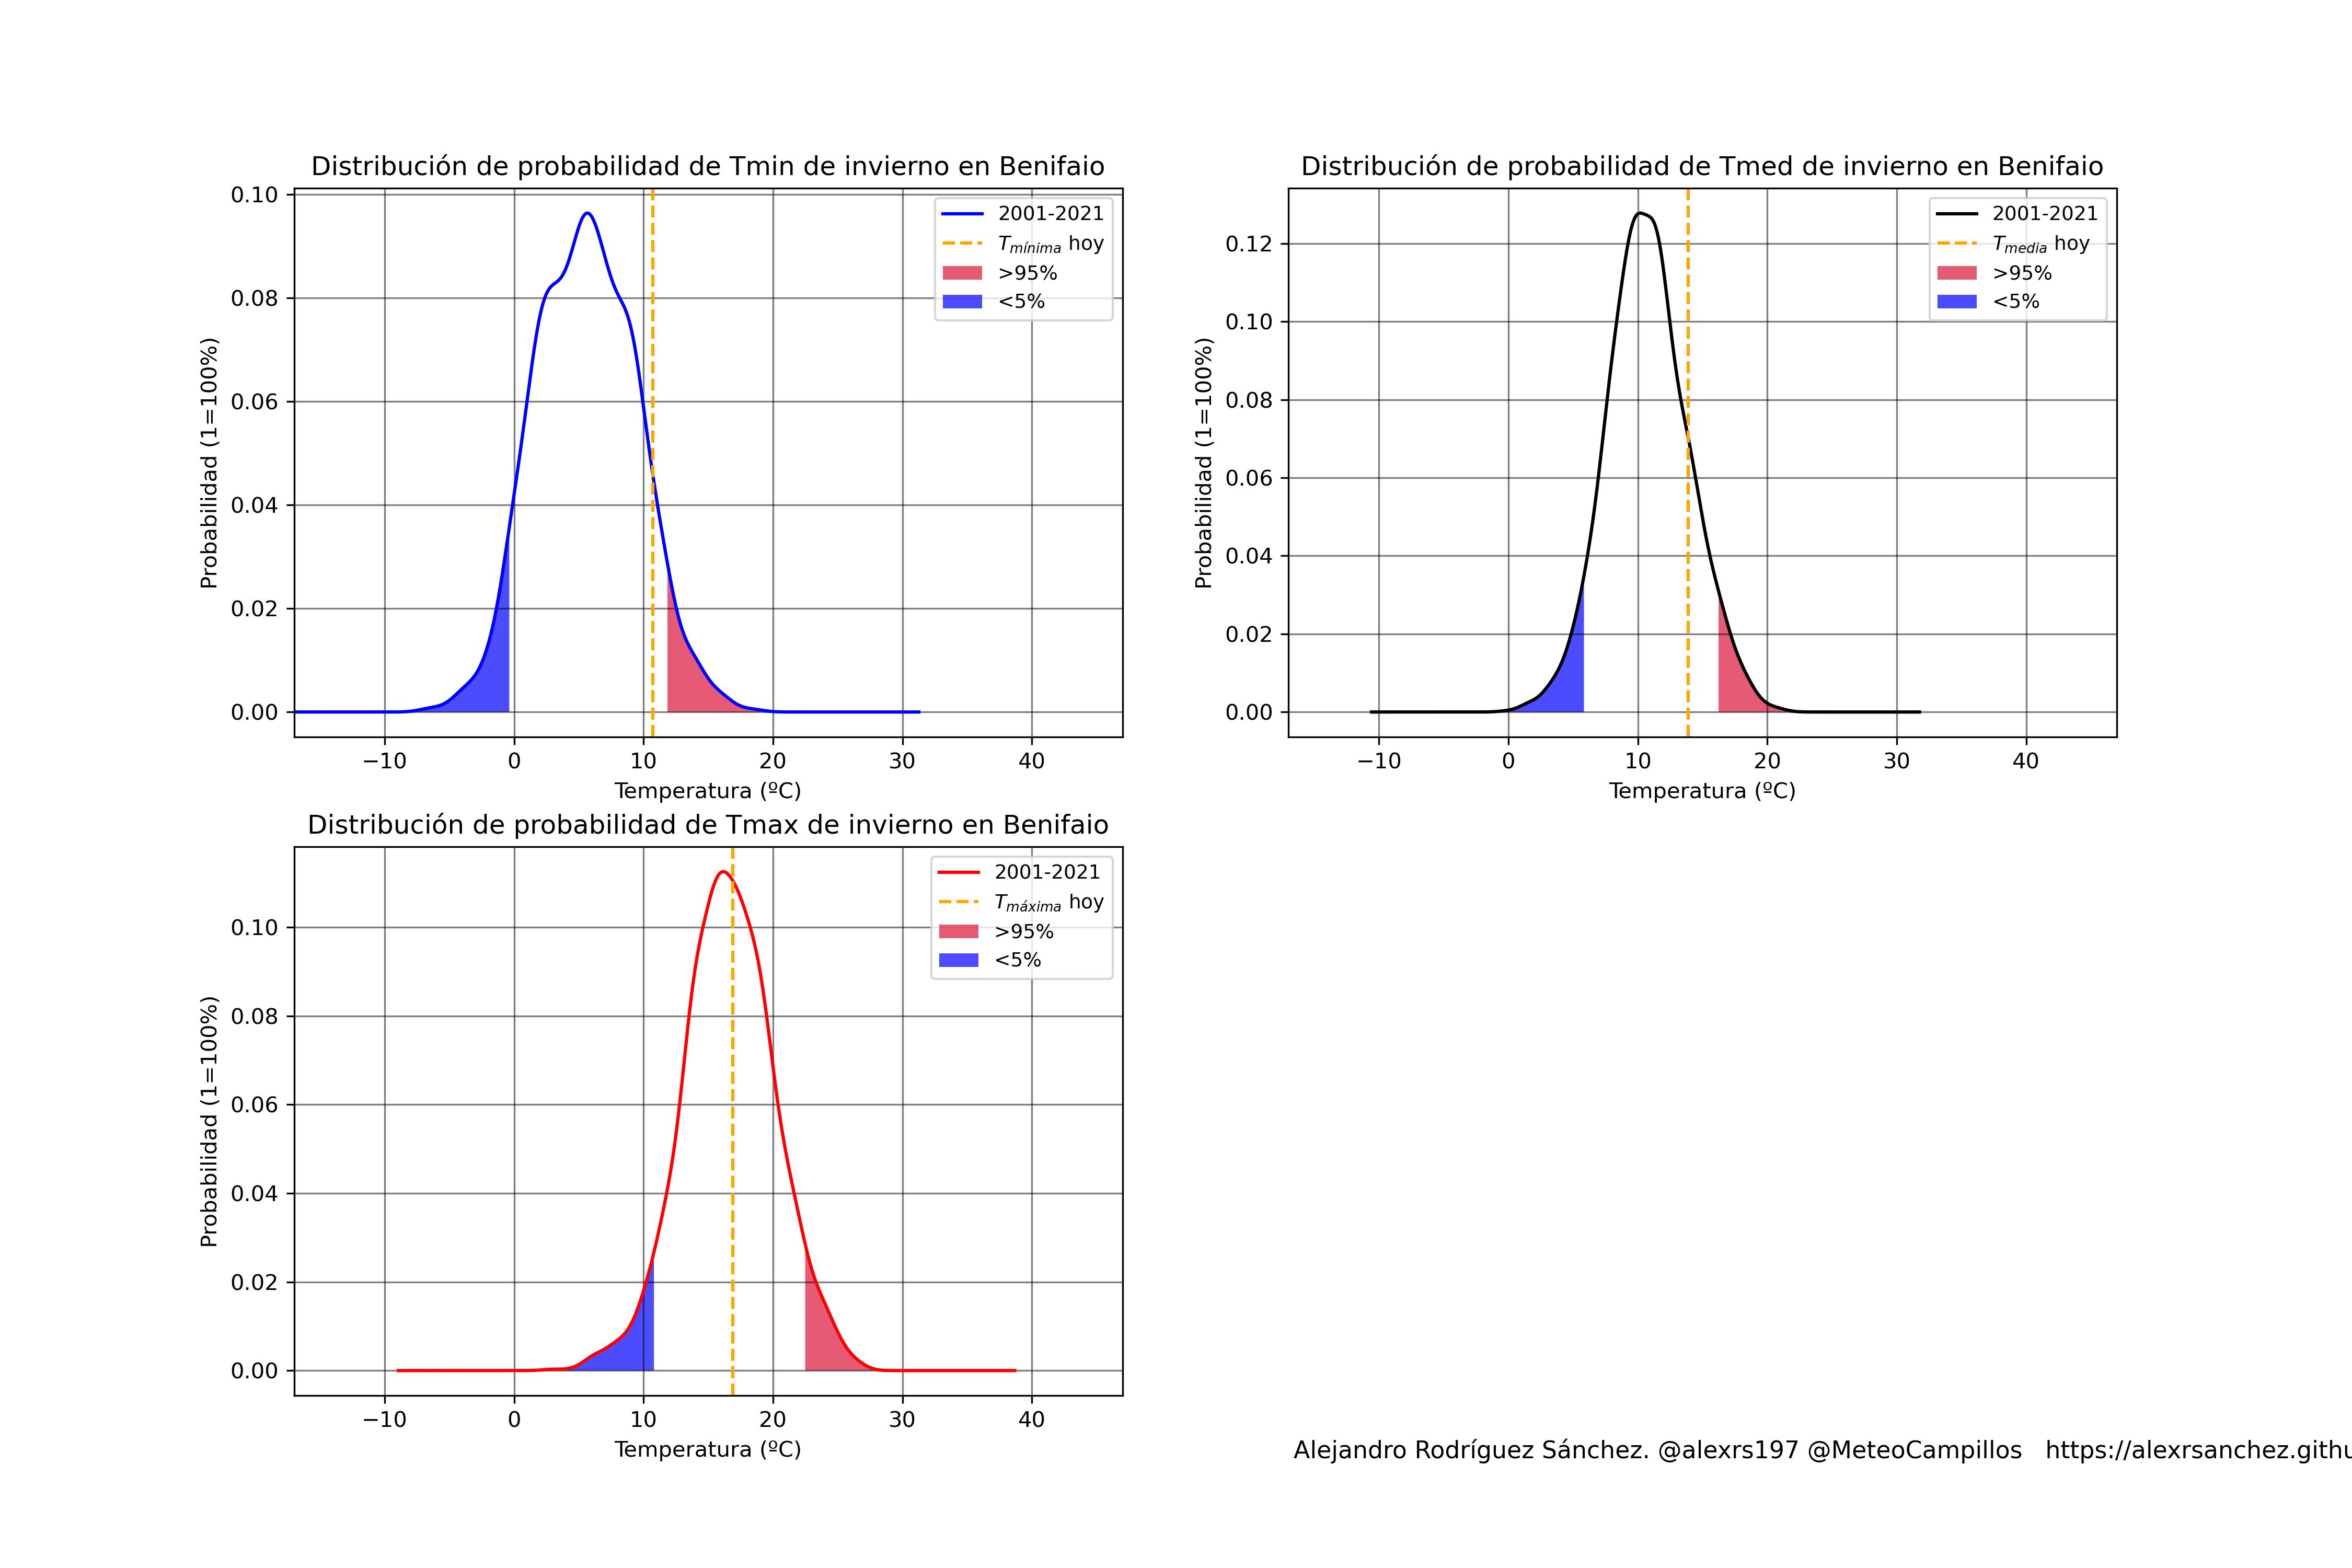 Distribución de probabilidad de Tmin de invierno en Benifaio
0.10
0.08
0.06
0.04
0.02
0.00
Probabilidad (1=100%)
−10 0 10 20 30 40
Temperatura (ºC)
2001-2021
Tmínima hoy
>95%
<5%
Distribución de probabilidad de Tmed de invierno en Benifaio
0.12
0.10
0.08
0.06
0.04
0.02
0.00
Probabilidad (1=100%)
−10 0 10 20 30 40
Temperatura (ºC)
2001-2021
Tmedia hoy
>95%
<5%
Distribución de probabilidad de Tmax de invierno en Benifaio
0.10
0.08
0.06
0.04
0.02
0.00
Probabilidad (1=100%)
−10 0 10 20 30 40
Temperatura (ºC)
2001-2021
Tmáxima hoy
>95%
<5%
Alejandro Rodríguez Sánchez. @alexrs197 @MeteoCampillos https://alexrsanchez.githu